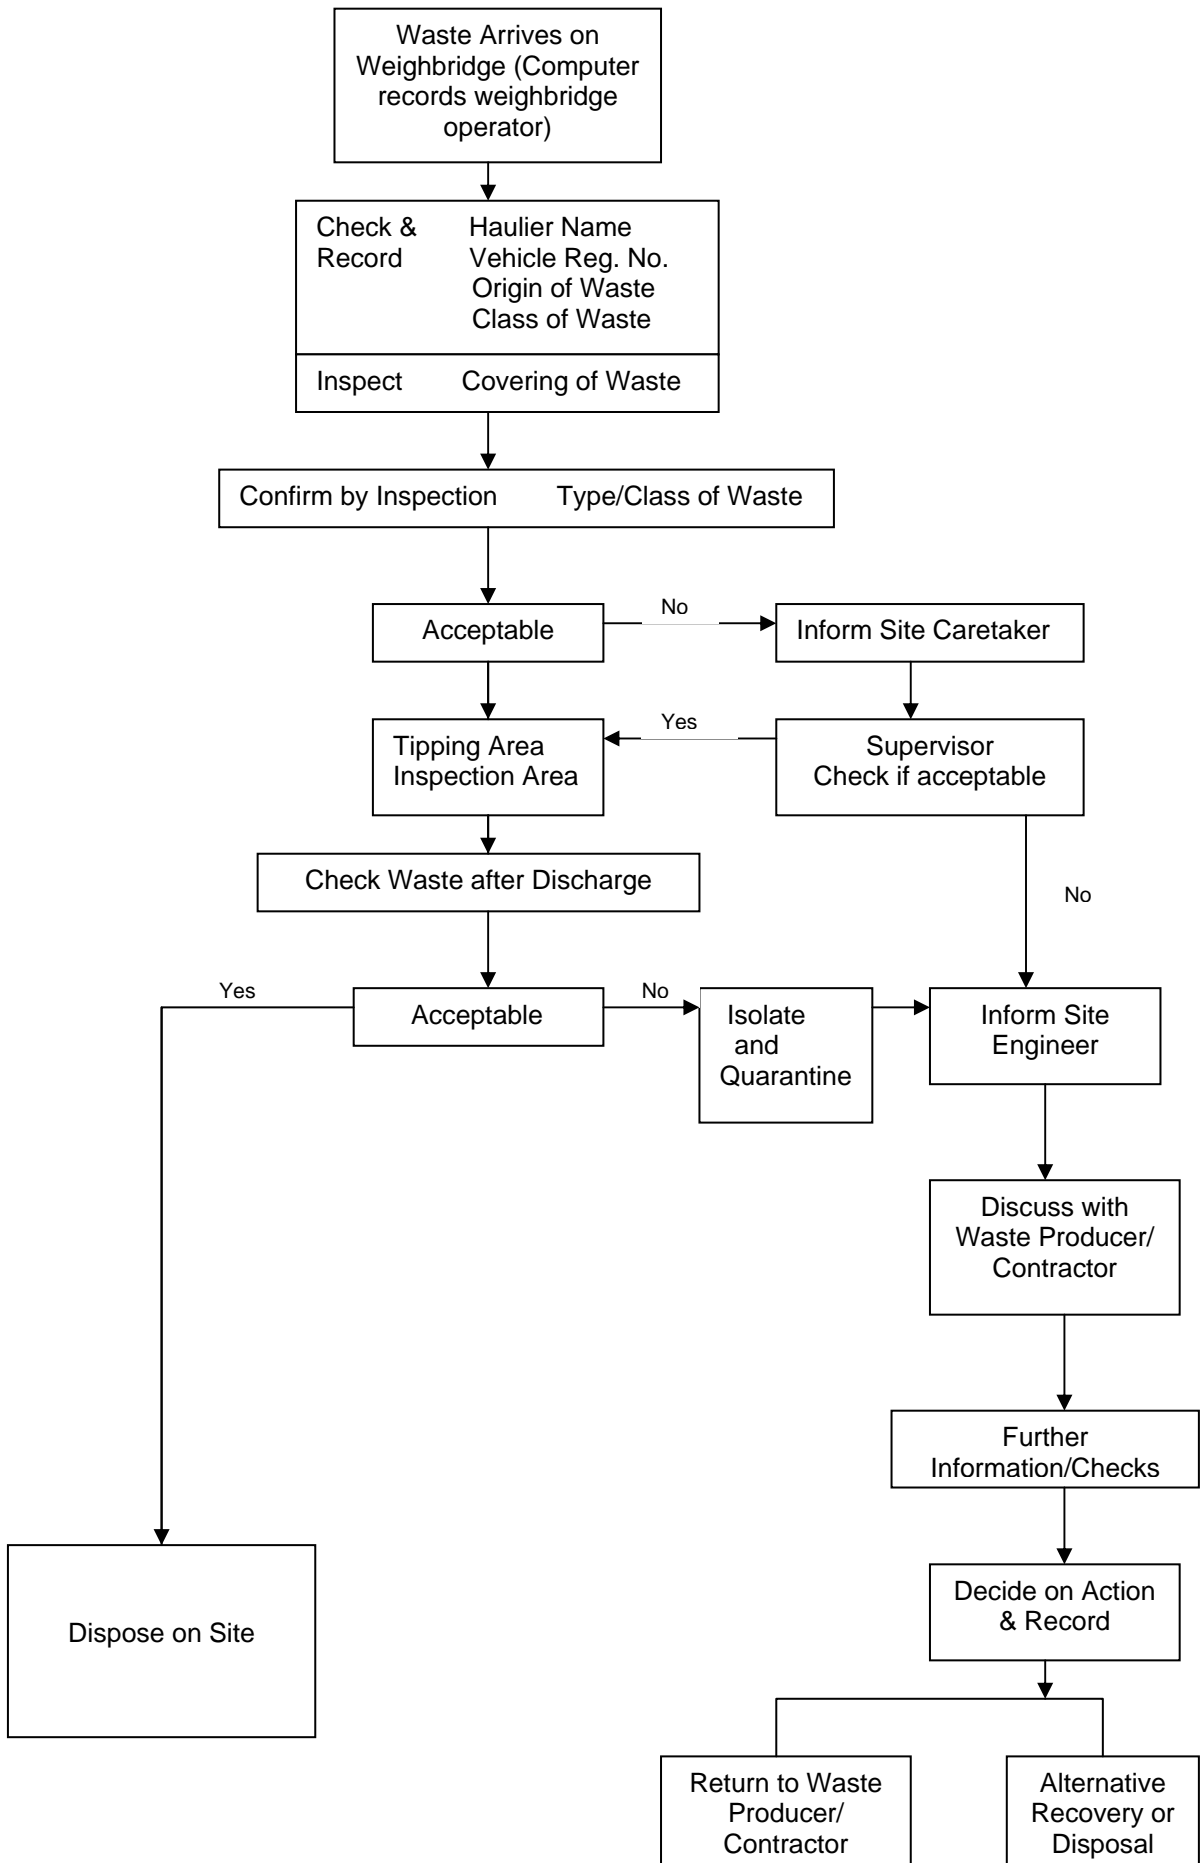 Waste Arrives on
Weighbridge (Computer
records weighbridge
operator)
Check & Haulier Name
Record Vehicle Reg. No.
Origin of Waste
Class of Waste
Inspect Covering of Waste
Confirm by Inspection Type/Class of Waste
Acceptable
No
Inform Site Caretaker
Tipping Area
Inspection Area
Yes
Supervisor
Check if acceptable
Check Waste after Discharge
No
Yes
Acceptable
No
Isolate
and
Quarantine
Inform Site
Engineer
Discuss with
Waste Producer/
Contractor
Further
Information/Checks
Dispose on Site
Decide on Action
& Record
Return to Waste
Producer/
Contractor
Alternative
Recovery or
Disposal